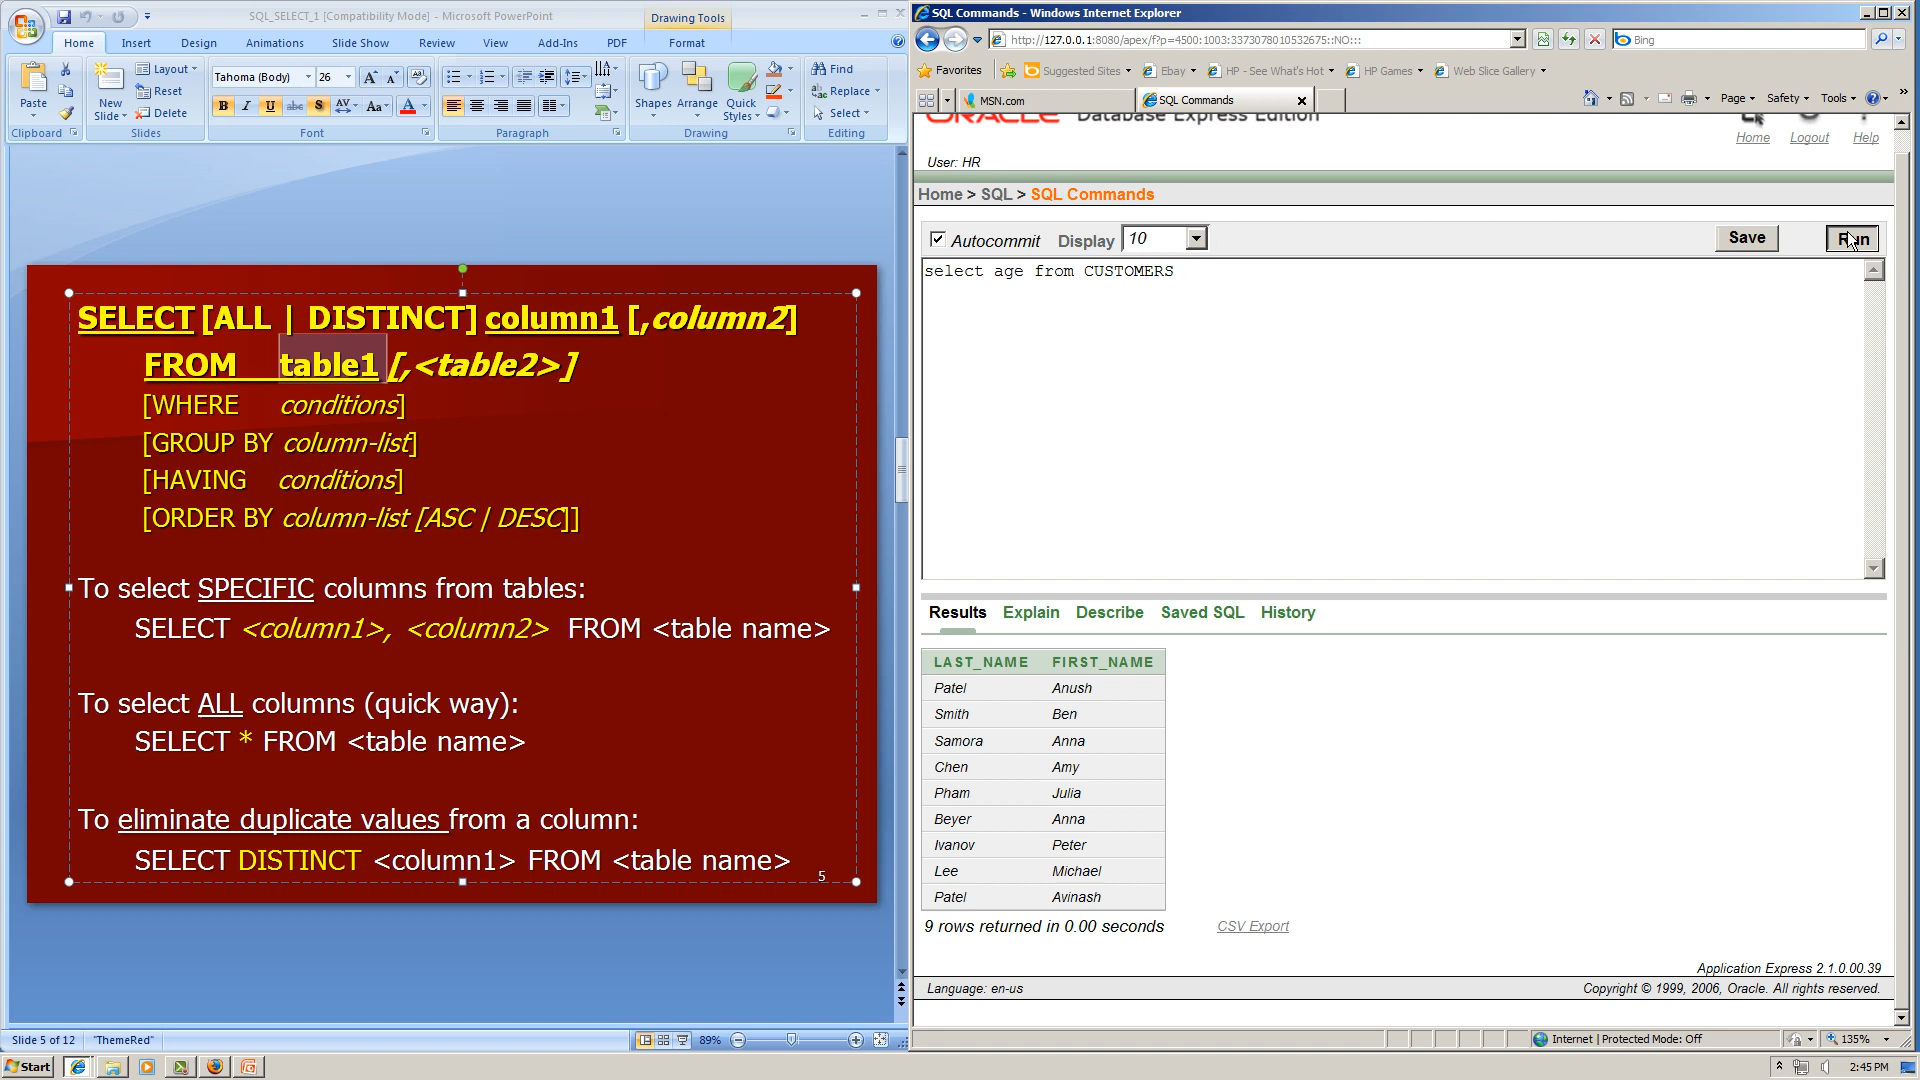 SQL_SELECT_1 [Compatibility Mode] - Microsoft PowerPoint
Drawing Tools
Home Insert Design Animations Slide Show Review View Add-Ins PDF Format
Paste
Clipboard
New Slide
Layout
Reset
Delete
Slides
Tahoma (Body) 26
B I U abc S AV Aa A
Font
Paragraph
Shapes Arrange Quick Styles
Drawing
Find
Replace
Select
Editing
SELECT [ALL | DISTINCT] column1 [,column2]
FROM table1 [,<table2>]
[WHERE conditions]
[GROUP BY column-list]
[HAVING conditions]
[ORDER BY column-list [ASC | DESC]]
To select SPECIFIC columns from tables:
SELECT <column1>, <column2> FROM <table name>
To select ALL columns (quick way):
SELECT * FROM <table name>
To eliminate duplicate values from a column:
SELECT DISTINCT <column1> FROM <table name>
5
Slide 5 of 12 "ThemeRed" 89%
SQL Commands - Windows Internet Explorer
http://127.0.0.1:8080/apex/f?p=4500:1003:3373078010532675::NO:::
Bing
Favorites Suggested Sites Ebay HP - See What's Hot HP Games Web Slice Gallery
MSN.com SQL Commands
Page Safety Tools
ORACLE Database Express Edition
Home Logout Help
User: HR
Home > SQL > SQL Commands
Autocommit Display 10 Save Run
select age from CUSTOMERS
Results Explain Describe Saved SQL History
LAST_NAME FIRST_NAME
Patel Anush
Smith Ben
Samora Anna
Chen Amy
Pham Julia
Beyer Anna
Ivanov Peter
Lee Michael
Patel Avinash
9 rows returned in 0.00 seconds CSV Export
Application Express 2.1.0.00.39
Language: en-us Copyright © 1999, 2006, Oracle. All rights reserved.
Internet | Protected Mode: Off 135%
Start 2:45 PM